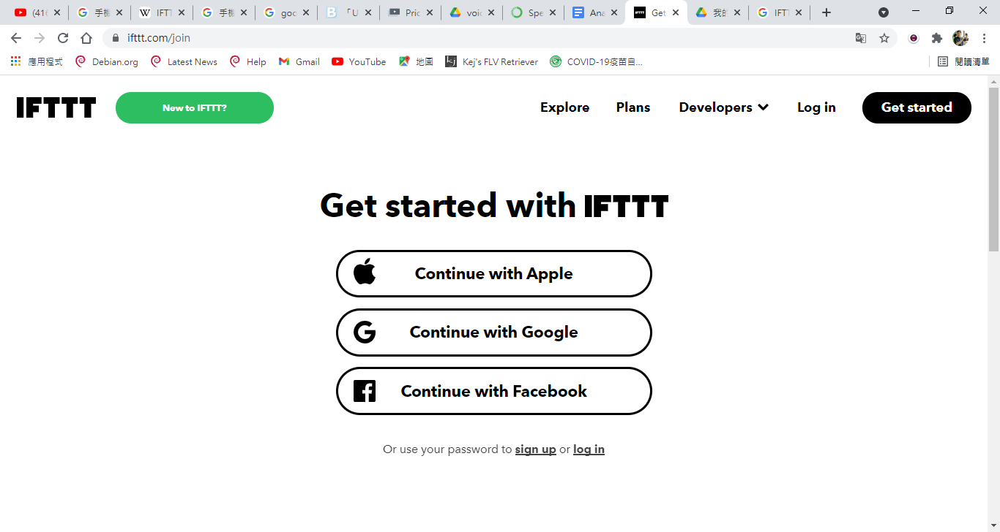 (416
手機
IFTT
手機
goo
「U
Pric
voic
Spe
Ana
Get
我的
IFTT
ifttt.com/join
應用程式
Debian.org
Latest News
Help
Gmail
YouTube
地圖
Kej's FLV Retriever
COVID-19疫苗自...
閱讀清單
IFTTT
New to IFTTT?
Explore
Plans
Developers
Log in
Get started
Get started with IFTTT
Continue with Apple
Continue with Google
Continue with Facebook
Or use your password to sign up or log in